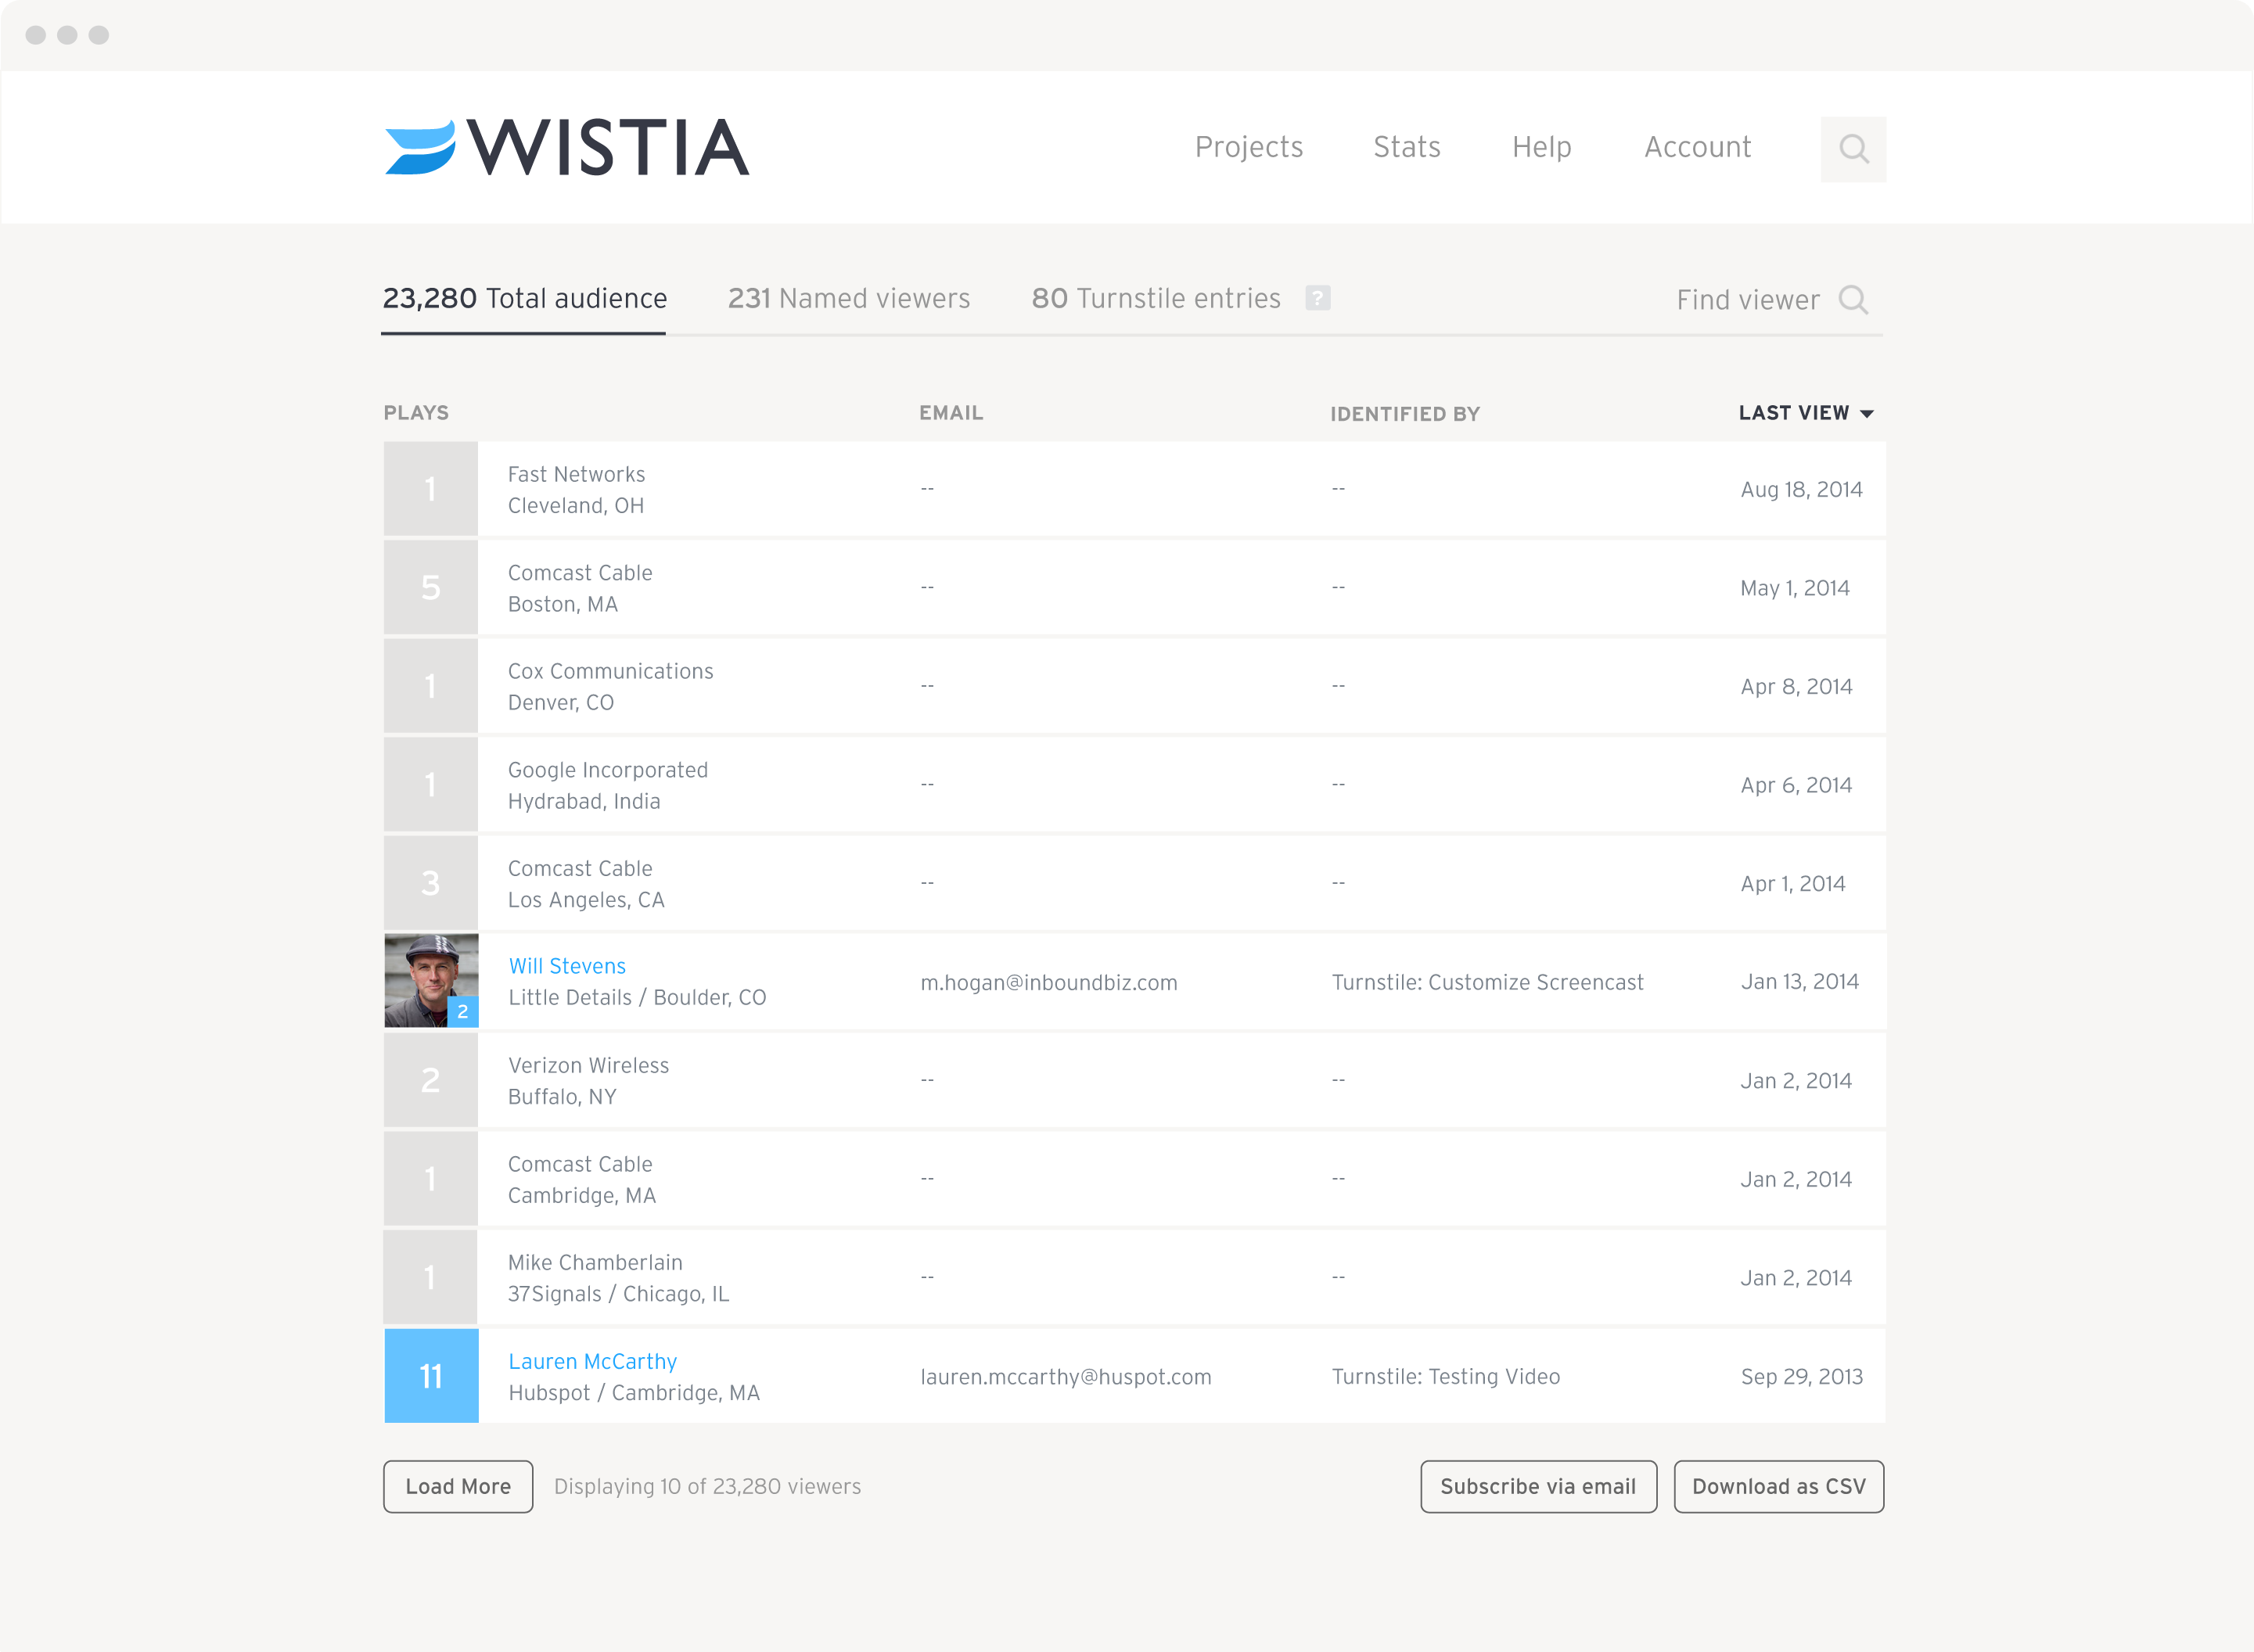 WISTIA
Projects Stats Help Account
23,280 Total audience 231 Named viewers 80 Turnstile entries ? Find viewer
PLAYS EMAIL IDENTIFIED BY LAST VIEW
1 Fast Networks -- -- Aug 18, 2014
Cleveland, OH
5 Comcast Cable -- -- May 1, 2014
Boston, MA
1 Cox Communications -- -- Apr 8, 2014
Denver, CO
1 Google Incorporated -- -- Apr 6, 2014
Hydrabad, India
3 Comcast Cable -- -- Apr 1, 2014
Los Angeles, CA
2 Will Stevens m.hogan@inboundbiz.com Turnstile: Customize Screencast Jan 13, 2014
Little Details / Boulder, CO
2 Verizon Wireless -- -- Jan 2, 2014
Buffalo, NY
1 Comcast Cable -- -- Jan 2, 2014
Cambridge, MA
1 Mike Chamberlain -- -- Jan 2, 2014
37Signals / Chicago, IL
11 Lauren McCarthy lauren.mccarthy@huspot.com Turnstile: Testing Video Sep 29, 2013
Hubspot / Cambridge, MA
Load More Displaying 10 of 23,280 viewers Subscribe via email Download as CSV